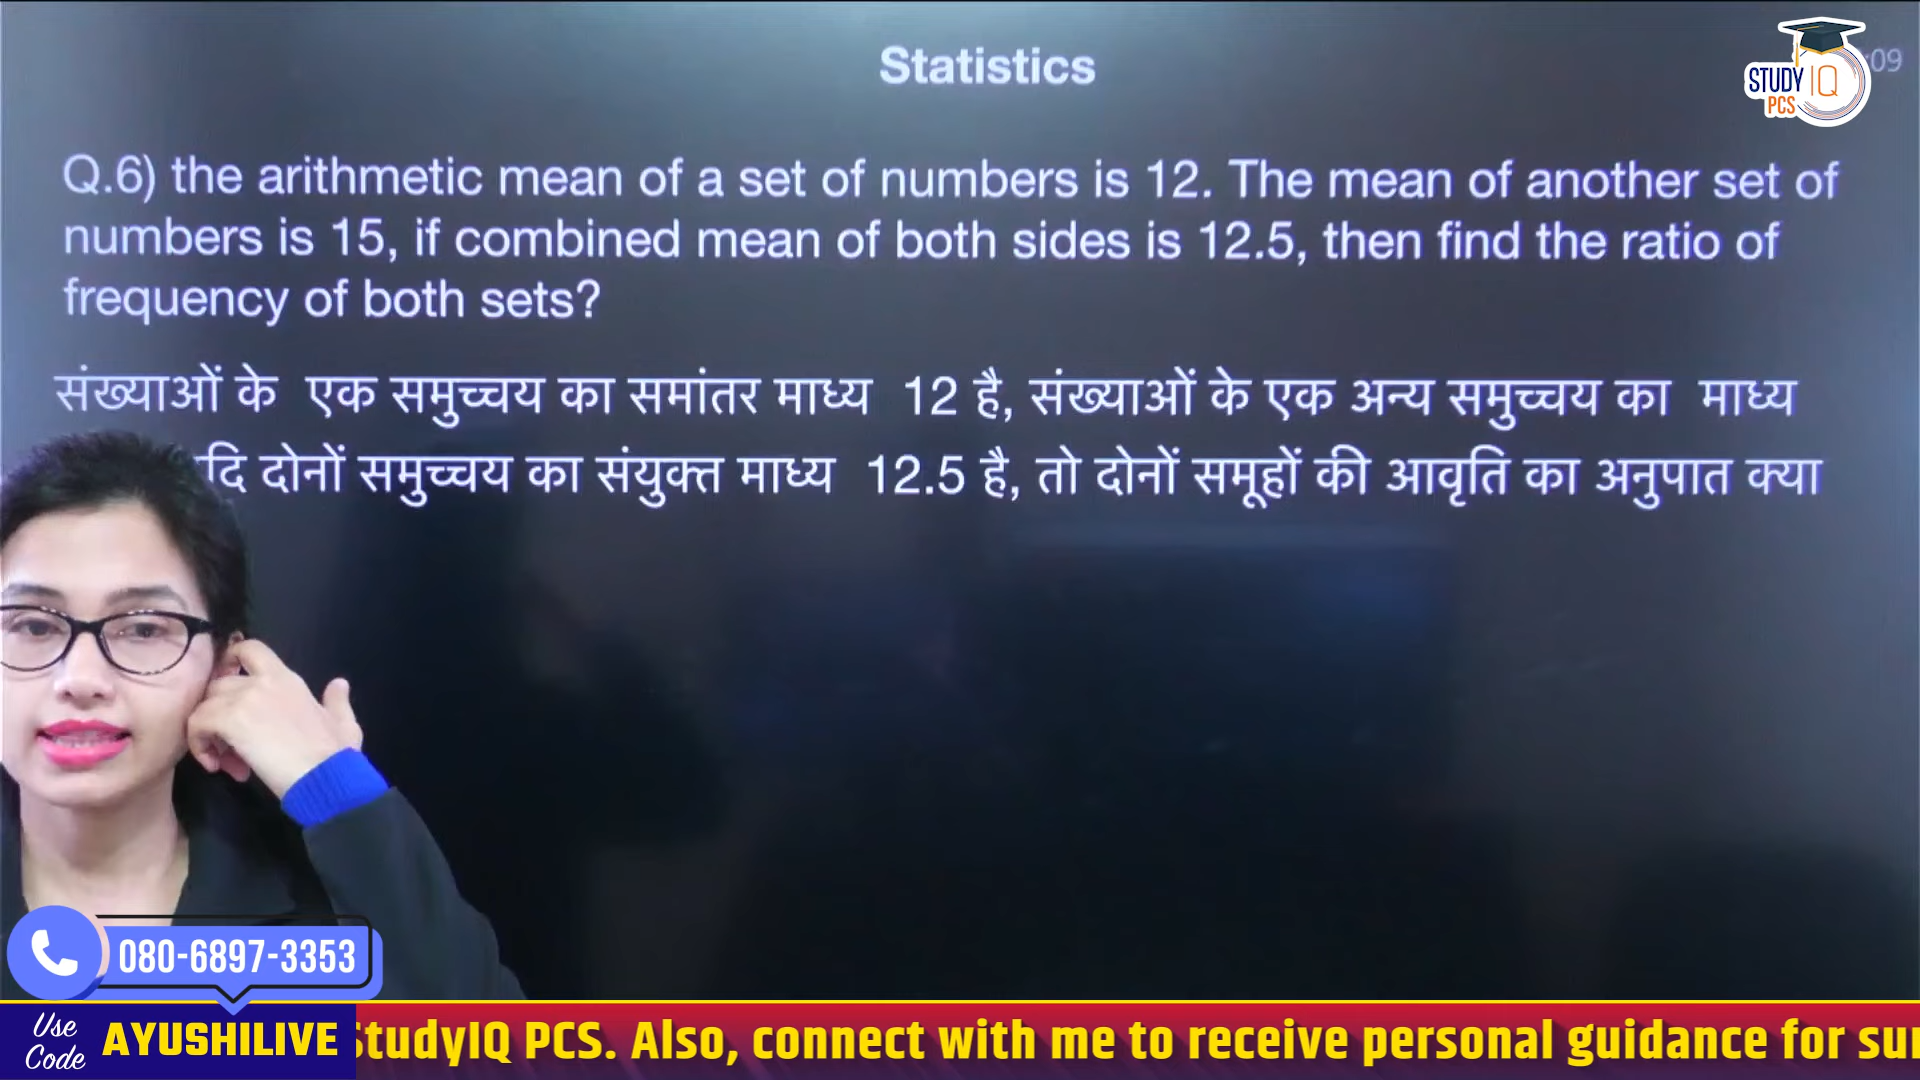 Statistics
:09
STUDY IQ
PCS
Q.6) the arithmetic mean of a set of numbers is 12. The mean of another set of
numbers is 15, if combined mean of both sides is 12.5, then find the ratio of
frequency of both sets?
संख्याओं के एक समुच्चय का समांतर माध्य 12 है, संख्याओं के एक अन्य समुच्चय का माध्य
दि दोनों समुच्चय का संयुक्त माध्य 12.5 है, तो दोनों समूहों की आवृति का अनुपात क्या
080-6897-3353
Use
Code
AYUSHILIVE
StudyIQ PCS. Also, connect with me to receive personal guidance for sur